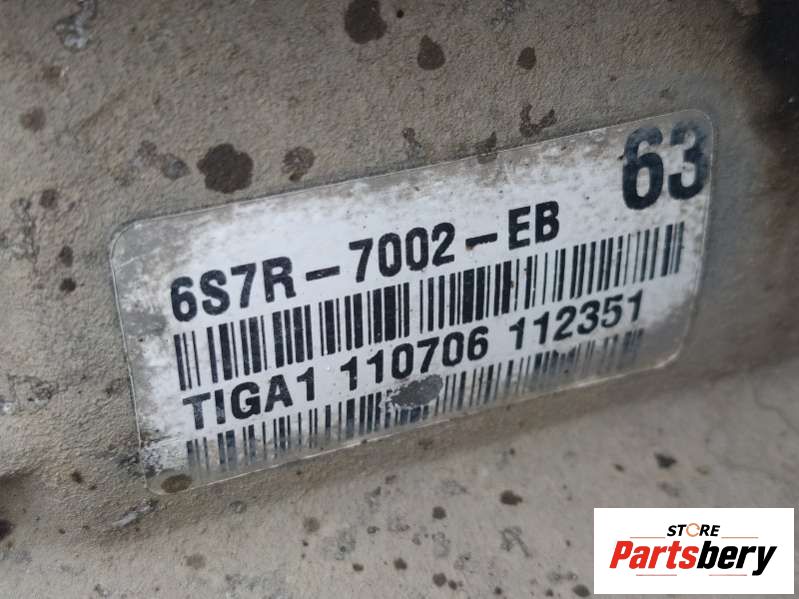 63
6S7R-7002-EB
TIGA1 110706 112351
STORE
Partsbery